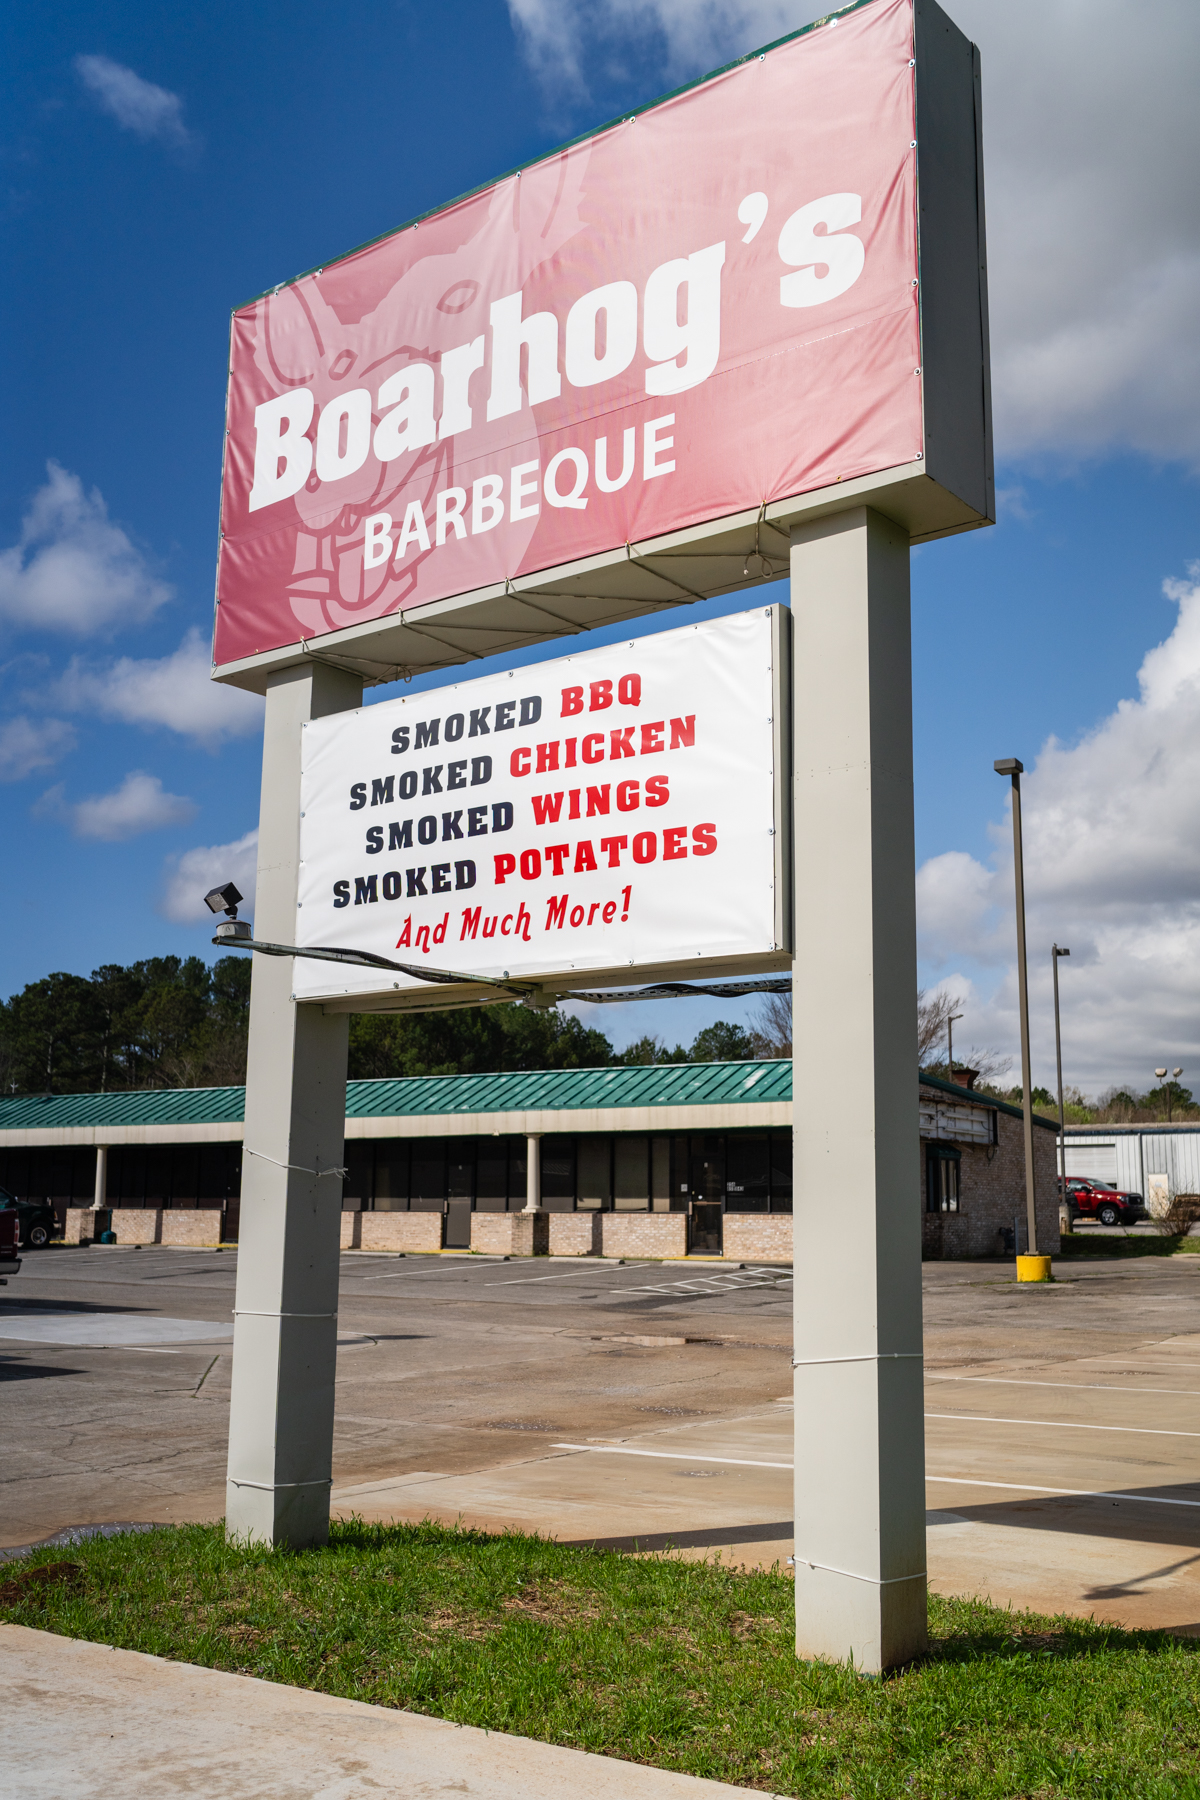 Boarhog's
BARBEQUE
SMOKED BBQ
SMOKED CHICKEN
SMOKED WINGS
SMOKED POTATOES
And Much More!